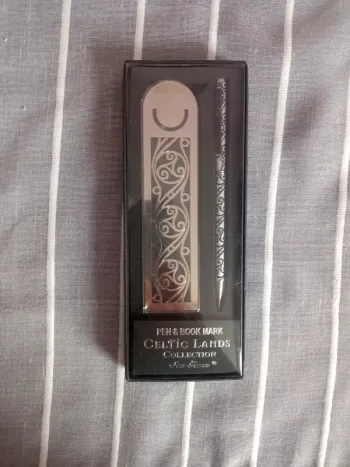 PEN & BOOK MARK
CELTIC LANDS
COLLECTION